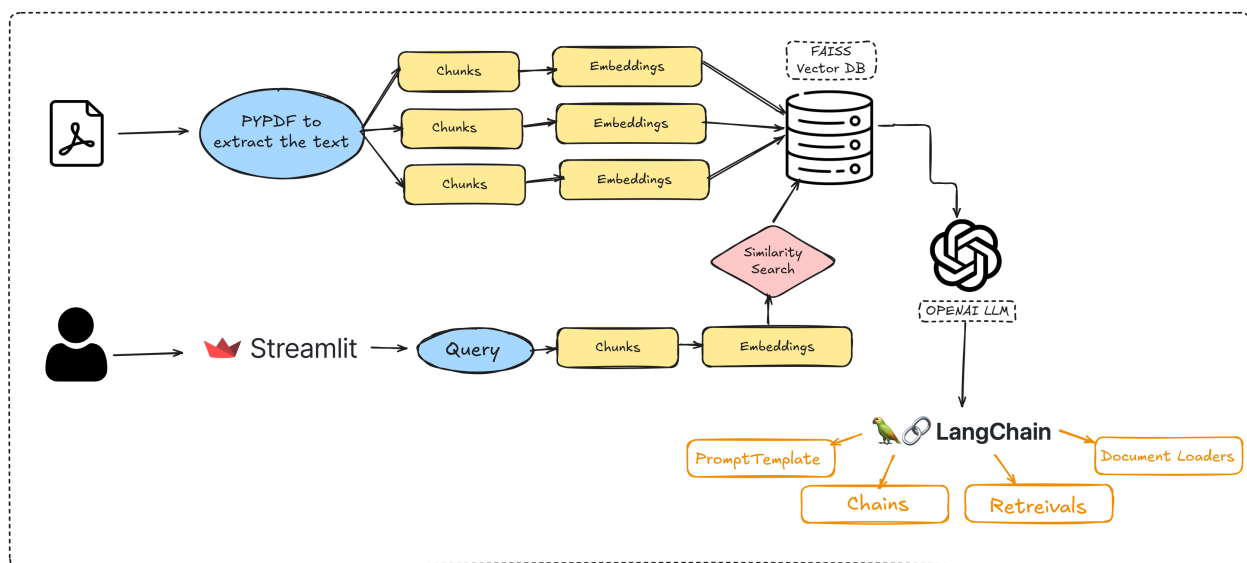 PYPDF to
extract the text
Chunks
Embeddings
Chunks
Embeddings
Chunks
Embeddings
FAISS
Vector DB
Similarity
Search
OPENAI LLM
Streamlit
Query
Chunks
Embeddings
LangChain
PromptTemplate
Chains
Retreivals
Document Loaders